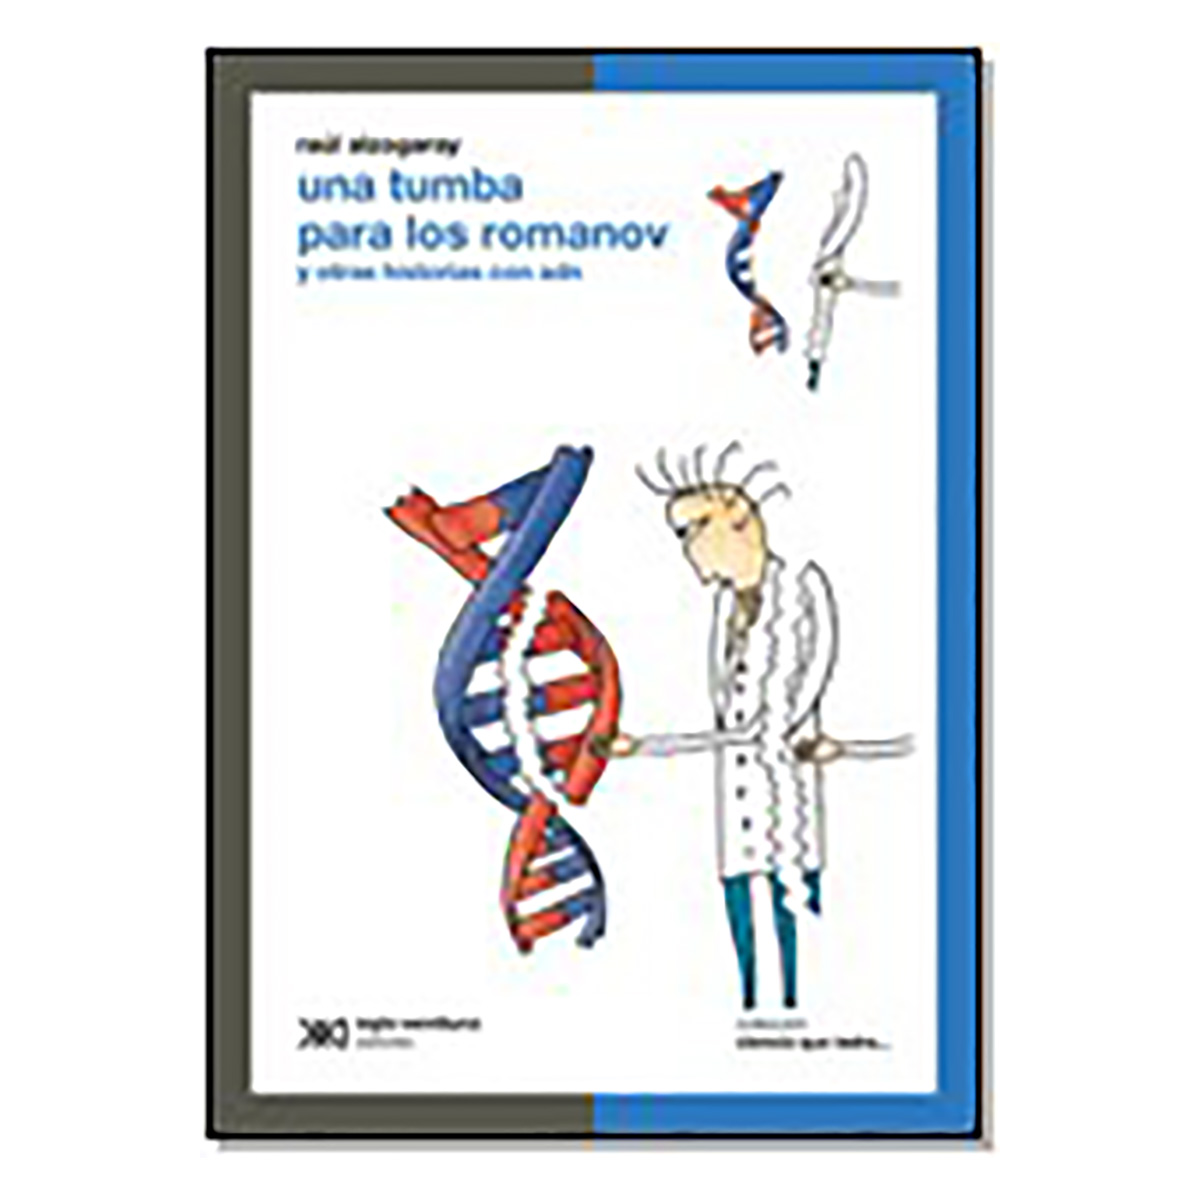 raúl alzogaray
una tumba
para los romanov
y otras historias con adn
siglo veintiuno
editores
colección
ciencia que ladra...